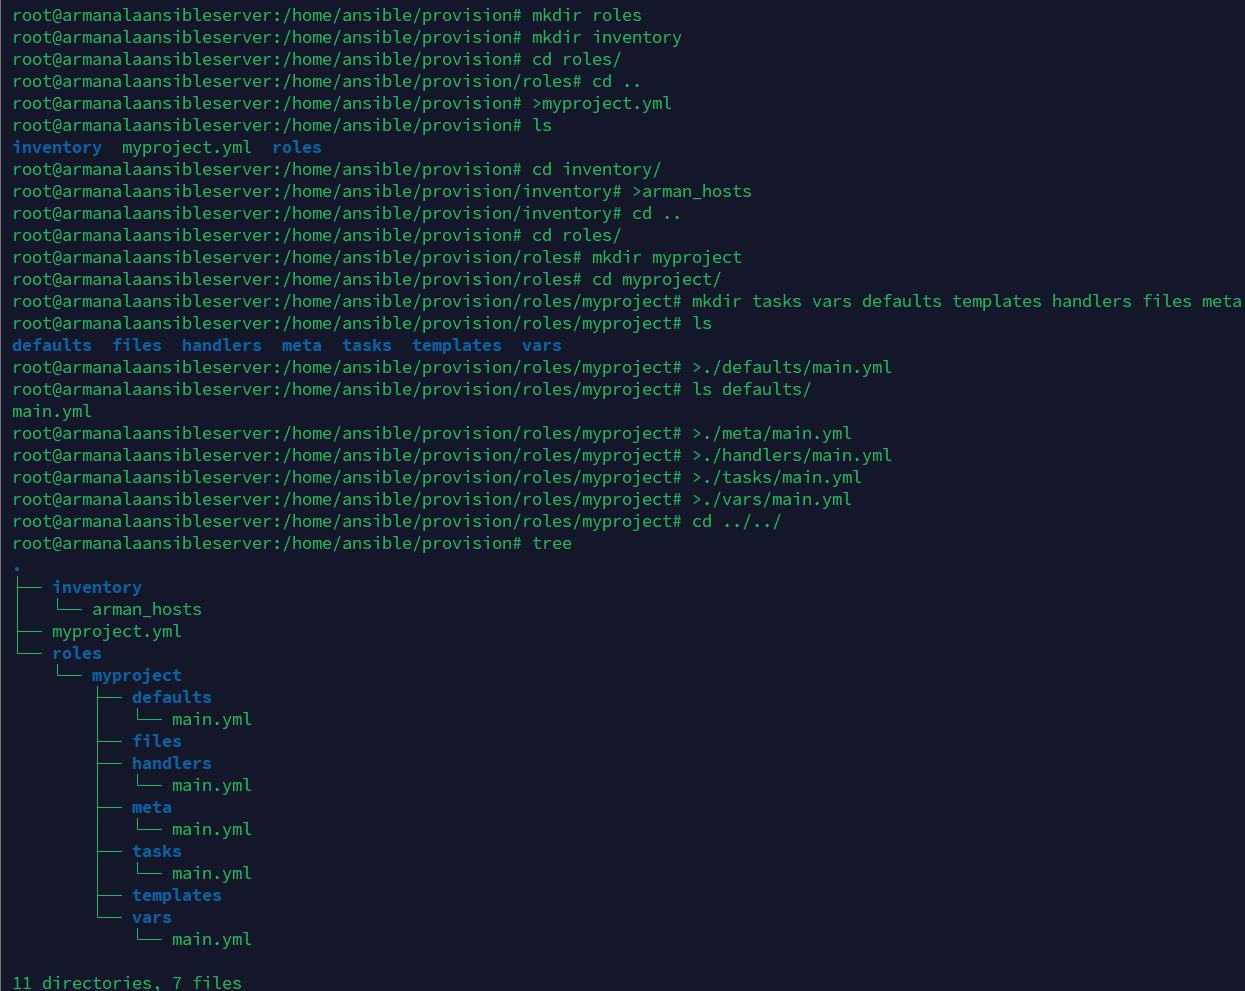 root@armanalaansibleserver:/home/ansible/provision# mkdir roles
root@armanalaansibleserver:/home/ansible/provision# mkdir inventory
root@armanalaansibleserver:/home/ansible/provision# cd roles/
root@armanalaansibleserver:/home/ansible/provision/roles# cd ..
root@armanalaansibleserver:/home/ansible/provision# >myproject.yml
root@armanalaansibleserver:/home/ansible/provision# ls
inventory  myproject.yml  roles
root@armanalaansibleserver:/home/ansible/provision# cd inventory/
root@armanalaansibleserver:/home/ansible/provision/inventory# >arman_hosts
root@armanalaansibleserver:/home/ansible/provision/inventory# cd ..
root@armanalaansibleserver:/home/ansible/provision# cd roles/
root@armanalaansibleserver:/home/ansible/provision/roles# mkdir myproject
root@armanalaansibleserver:/home/ansible/provision/roles# cd myproject/
root@armanalaansibleserver:/home/ansible/provision/roles/myproject# mkdir tasks vars defaults templates handlers files meta
root@armanalaansibleserver:/home/ansible/provision/roles/myproject# ls
defaults  files  handlers  meta  tasks  templates  vars
root@armanalaansibleserver:/home/ansible/provision/roles/myproject# >./defaults/main.yml
root@armanalaansibleserver:/home/ansible/provision/roles/myproject# ls defaults/
main.yml
root@armanalaansibleserver:/home/ansible/provision/roles/myproject# >./meta/main.yml
root@armanalaansibleserver:/home/ansible/provision/roles/myproject# >./handlers/main.yml
root@armanalaansibleserver:/home/ansible/provision/roles/myproject# >./tasks/main.yml
root@armanalaansibleserver:/home/ansible/provision/roles/myproject# >./vars/main.yml
root@armanalaansibleserver:/home/ansible/provision/roles/myproject# cd ../../
root@armanalaansibleserver:/home/ansible/provision# tree
.
├── inventory
│   └── arman_hosts
├── myproject.yml
└── roles
    └── myproject
        ├── defaults
        │   └── main.yml
        ├── files
        ├── handlers
        │   └── main.yml
        ├── meta
        │   └── main.yml
        ├── tasks
        │   └── main.yml
        ├── templates
        └── vars
            └── main.yml
11 directories, 7 files